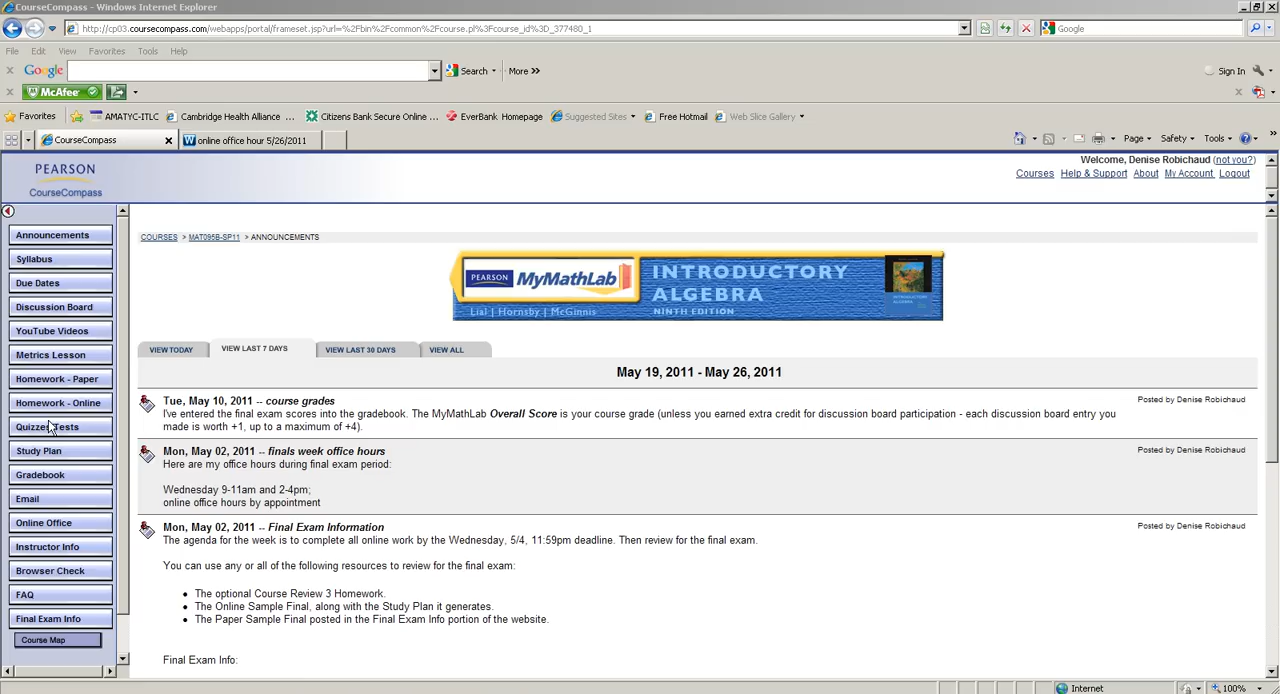 CourseCompass - Windows Internet Explorer
http://cp03.coursecompass.com/webapps/portal/frameset.jsp?url=%2Fbin%2Fcommon%2Fcourse.pl%3Fcourse_id%3D_377480_1
Google
File Edit View Favorites Tools Help
Google Search More »
Sign In
McAfee
Favorites AMATYC-ITLC Cambridge Health Alliance ... Citizens Bank Secure Online ... EverBank Homepage Suggested Sites Free Hotmail Web Slice Gallery
CourseCompass online office hour 5/26/2011
Page Safety Tools
PEARSON
CourseCompass
Welcome, Denise Robichaud (not you?)
Courses Help & Support About My Account Logout
Announcements
Syllabus
Due Dates
Discussion Board
YouTube Videos
Metrics Lesson
Homework - Paper
Homework - Online
Quizzes Tests
Study Plan
Gradebook
Email
Online Office
Instructor Info
Browser Check
FAQ
Final Exam Info
Course Map
COURSES > MAT095B-SP11 > ANNOUNCEMENTS
PEARSON MyMathLab
INTRODUCTORY
ALGEBRA
Lial | Hornsby | McGinnis
NINTH EDITION
INTRODUCTORY
ALGEBRA
VIEW TODAY VIEW LAST 7 DAYS VIEW LAST 30 DAYS VIEW ALL
May 19, 2011 - May 26, 2011
Tue, May 10, 2011 -- course grades
Posted by Denise Robichaud
I've entered the final exam scores into the gradebook. The MyMathLab Overall Score is your course grade (unless you earned extra credit for discussion board participation - each discussion board entry you
made is worth +1, up to a maximum of +4).
Mon, May 02, 2011 -- finals week office hours
Posted by Denise Robichaud
Here are my office hours during final exam period:
Wednesday 9-11am and 2-4pm;
online office hours by appointment
Mon, May 02, 2011 -- Final Exam Information
Posted by Denise Robichaud
The agenda for the week is to complete all online work by the Wednesday, 5/4, 11:59pm deadline. Then review for the final exam.
You can use any or all of the following resources to review for the final exam:
• The optional Course Review 3 Homework.
• The Online Sample Final, along with the Study Plan it generates.
• The Paper Sample Final posted in the Final Exam Info portion of the website.
Final Exam Info:
Internet
100%